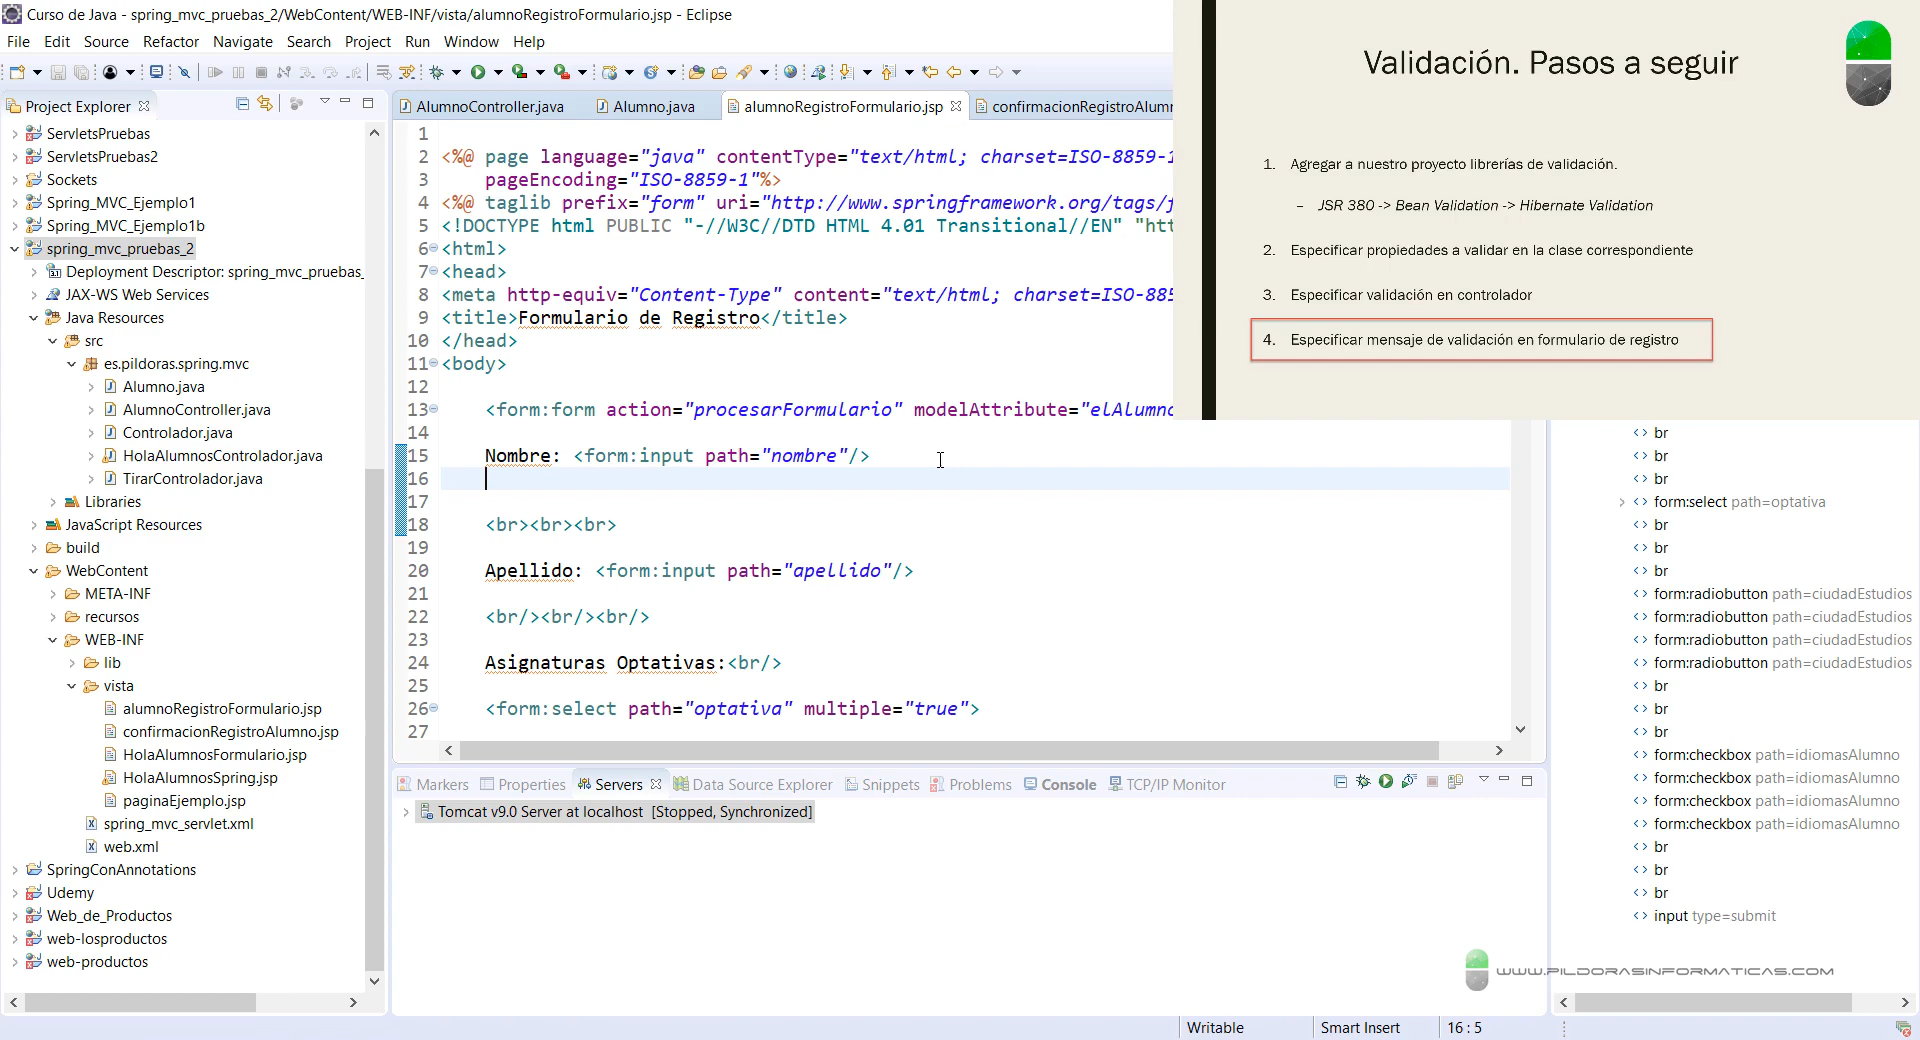 Curso de Java - spring_mvc_pruebas_2/WebContent/WEB-INF/vista/alumnoRegistroFormulario.jsp - Eclipse
File Edit Source Refactor Navigate Search Project Run Window Help
Project Explorer
ServletsPruebas
ServletsPruebas2
Sockets
Spring_MVC_Ejemplo1
Spring_MVC_Ejemplo1b
spring_mvc_pruebas_2
Deployment Descriptor: spring_mvc_pruebas_
JAX-WS Web Services
Java Resources
src
es.pildoras.spring.mvc
Alumno.java
AlumnoController.java
Controlador.java
HolaAlumnosControlador.java
TirarControlador.java
Libraries
JavaScript Resources
build
WebContent
META-INF
recursos
WEB-INF
lib
vista
alumnoRegistroFormulario.jsp
confirmacionRegistroAlumno.jsp
HolaAlumnosFormulario.jsp
HolaAlumnosSpring.jsp
paginaEjemplo.jsp
spring_mvc_servlet.xml
web.xml
SpringConAnnotations
Udemy
Web_de_Productos
web-losproductos
web-productos
AlumnoController.java Alumno.java alumnoRegistroFormulario.jsp confirmacionRegistroAlumn
1
2 <%@ page language="java" contentType="text/html; charset=ISO-8859-1
3 pageEncoding="ISO-8859-1"%>
4 <%@ taglib prefix="form" uri="http://www.springframework.org/tags/f
5 <!DOCTYPE html PUBLIC "-//W3C//DTD HTML 4.01 Transitional//EN" "htt
6 <html>
7 <head>
8 <meta http-equiv="Content-Type" content="text/html; charset=ISO-885
9 <title>Formulario de Registro</title>
10 </head>
11 <body>
12
13 <form:form action="procesarFormulario" modelAttribute="elAlumno
14
15 Nombre: <form:input path="nombre"/>
16
17
18 <br><br><br>
19
20 Apellido: <form:input path="apellido"/>
21
22 <br/><br/><br/>
23
24 Asignaturas Optativas:<br/>
25
26 <form:select path="optativa" multiple="true">
27
Markers Properties Servers Data Source Explorer Snippets Problems Console TCP/IP Monitor
Tomcat v9.0 Server at localhost [Stopped, Synchronized]
Validación. Pasos a seguir
1. Agregar a nuestro proyecto librerías de validación.
– JSR 380 -> Bean Validation -> Hibernate Validation
2. Especificar propiedades a validar en la clase correspondiente
3. Especificar validación en controlador
4. Especificar mensaje de validación en formulario de registro
br
br
br
form:select path=optativa
br
br
br
form:radiobutton path=ciudadEstudios
form:radiobutton path=ciudadEstudios
form:radiobutton path=ciudadEstudios
form:radiobutton path=ciudadEstudios
br
br
br
form:checkbox path=idiomasAlumno
form:checkbox path=idiomasAlumno
form:checkbox path=idiomasAlumno
form:checkbox path=idiomasAlumno
br
br
br
input type=submit
WWW.PILDORASINFORMATICAS.COM
Writable Smart Insert 16 : 5